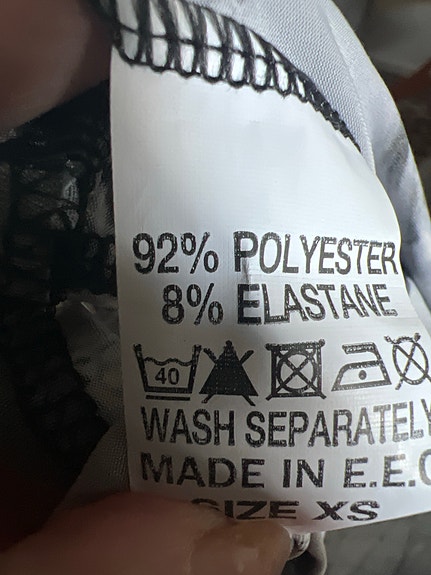 92% POLYESTER
8% ELASTANE
40
WASH SEPARATELY
MADE IN E.E.C
SIZE XS